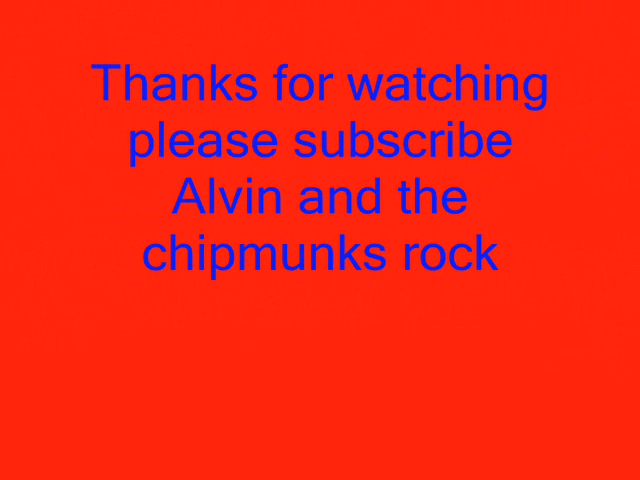 Thanks for watching
please subscribe
Alvin and the
chipmunks rock